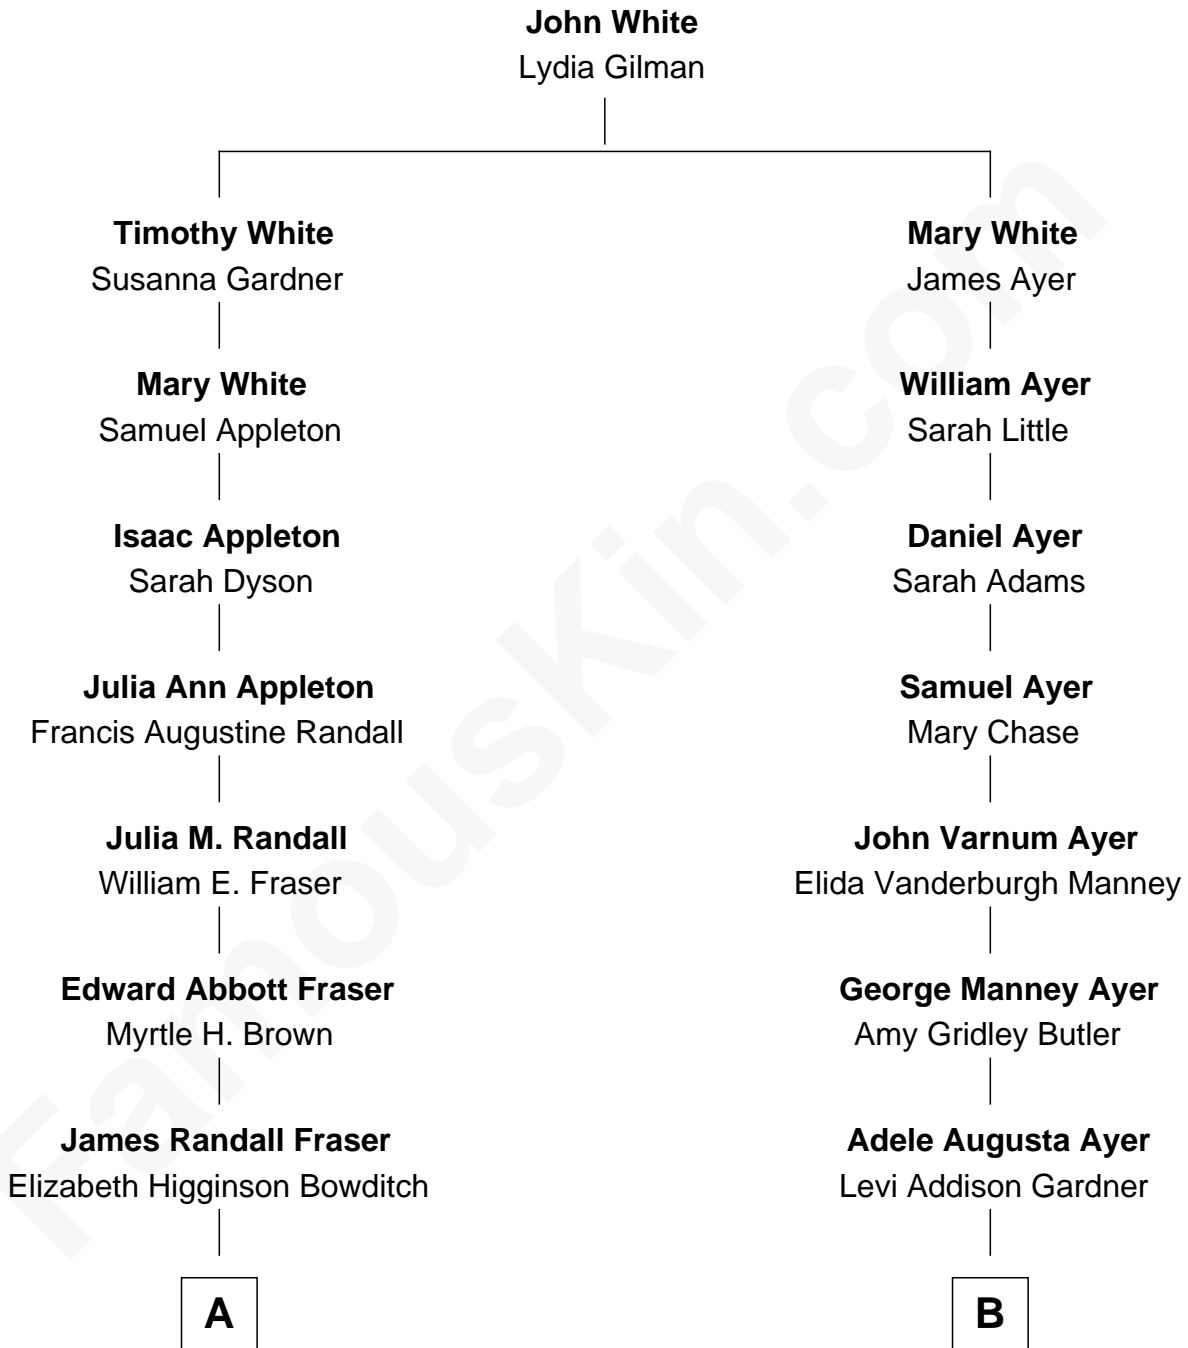 John White
Lydia Gilman
Timothy White
Susanna Gardner
Mary White
James Ayer
Mary White
Samuel Appleton
William Ayer
Sarah Little
Isaac Appleton
Sarah Dyson
Daniel Ayer
Sarah Adams
Julia Ann Appleton
Francis Augustine Randall
Samuel Ayer
Mary Chase
Julia M. Randall
William E. Fraser
John Varnum Ayer
Elida Vanderburgh Manney
Edward Abbott Fraser
Myrtle H. Brown
George Manney Ayer
Amy Gridley Butler
James Randall Fraser
Elizabeth Higginson Bowditch
Adele Augusta Ayer
Levi Addison Gardner
A
B
FamousKin.com